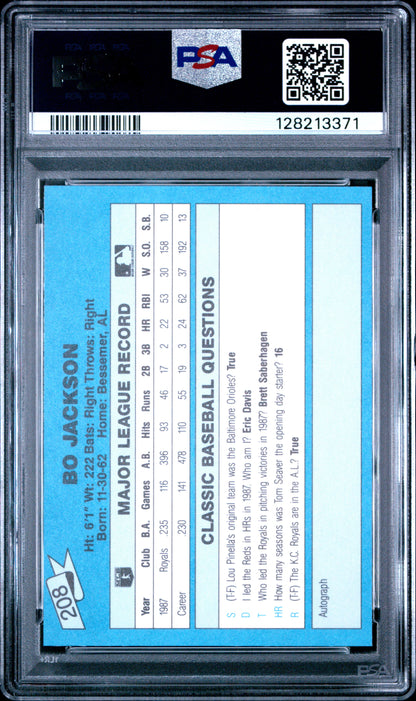 PSA
128213371
208
BO JACKSON
Ht: 6'1" Wt: 222 Bats: Right Throws: Right
Born: 11-30-62 Home: Bessemer, AL
MAJOR LEAGUE RECORD
Year Club B.A. Games A.B. Hits Runs 2B 3B HR RBI W S.O. S.B.
1987 Royals .235 116 396 93 46 17 2 22 53 30 158 10
Career .230 141 478 110 55 19 3 24 62 37 192 13
CLASSIC BASEBALL QUESTIONS
S (T-F) Lou Pinella's original team was the Baltimore Orioles? True
D I led the Reds in HRs in 1987. Who am I? Eric Davis
T Who led the Royals in pitching victories in 1987? Brett Saberhagen
HR How many seasons was Tom Seaver the opening day starter? 16
R (T-F) The K.C. Royals are in the A.L.? True
Autograph
PSA